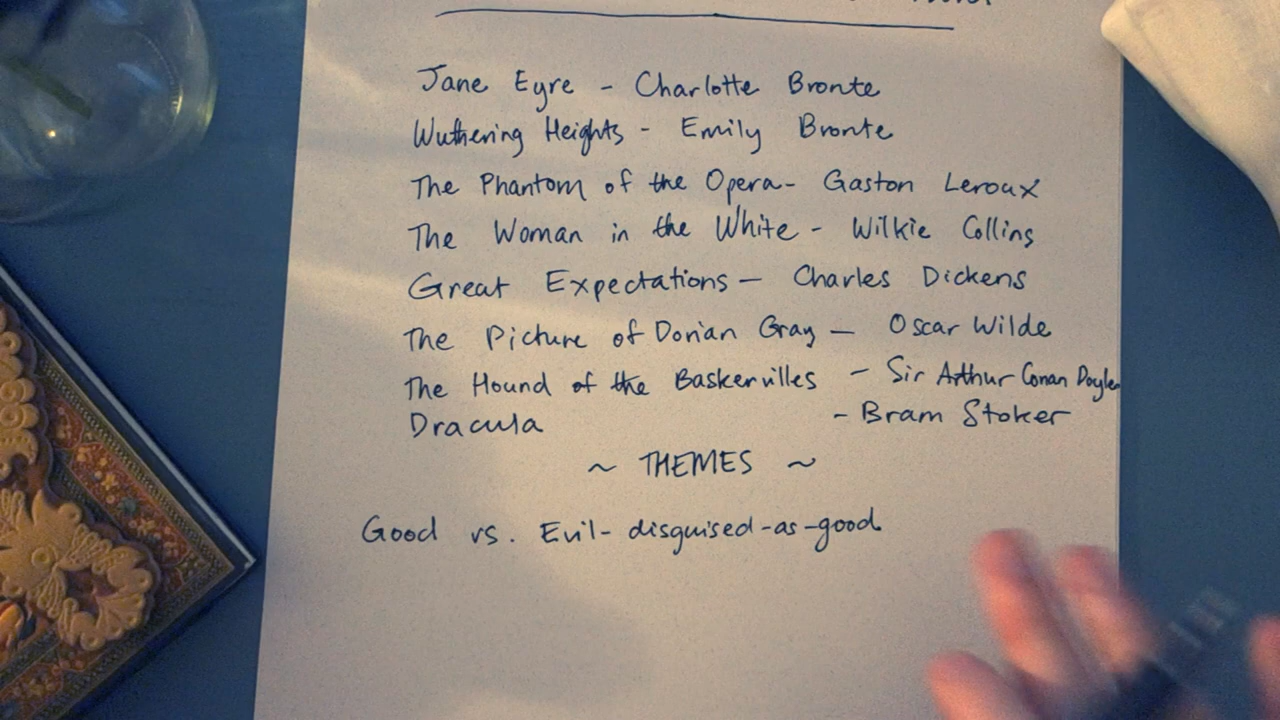 Jane Eyre - Charlotte Bronte
Wuthering Heights - Emily Bronte
The Phantom of the Opera - Gaston Leroux
The Woman in the White - Wilkie Collins
Great Expectations - Charles Dickens
The Picture of Dorian Gray - Oscar Wilde
The Hound of the Baskervilles - Sir Arthur Conan Doyle
Dracula - Bram Stoker
~ THEMES ~
Good vs. Evil-disguised-as-good